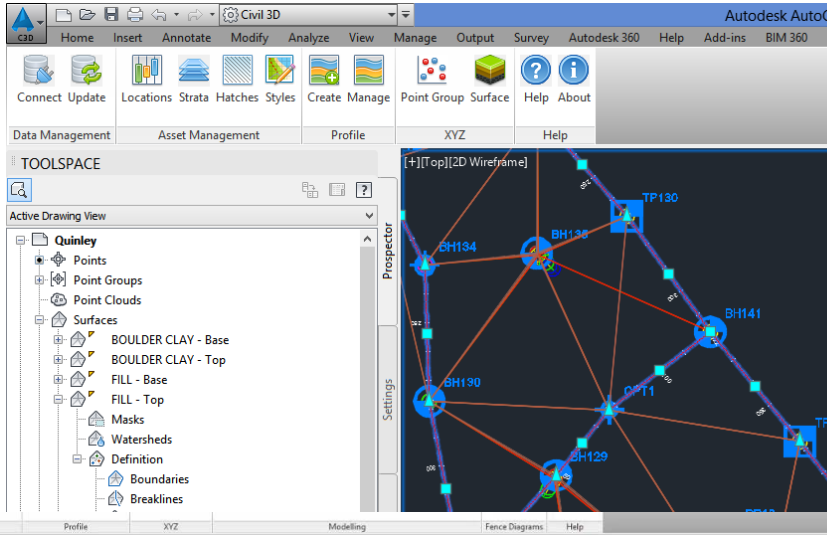 Civil 3D
Autodesk AutoC
C3D Home Insert Annotate Modify Analyze View Manage Output Survey Autodesk 360 Help Add-ins BIM 360
Connect Update Locations Strata Hatches Styles Create Manage Point Group Surface Help About
Data Management Asset Management Profile XYZ Help
TOOLSPACE
[+][Top][2D Wireframe]
Active Drawing View
Quinley
Points
Point Groups
Point Clouds
Surfaces
BOULDER CLAY - Base
BOULDER CLAY - Top
FILL - Base
FILL - Top
Masks
Watersheds
Definition
Boundaries
Breaklines
Prospector
Settings
TP130
BH134
BH135
BH141
BH130
CPT1
BH129
Profile XYZ Modelling Fence Diagrams Help